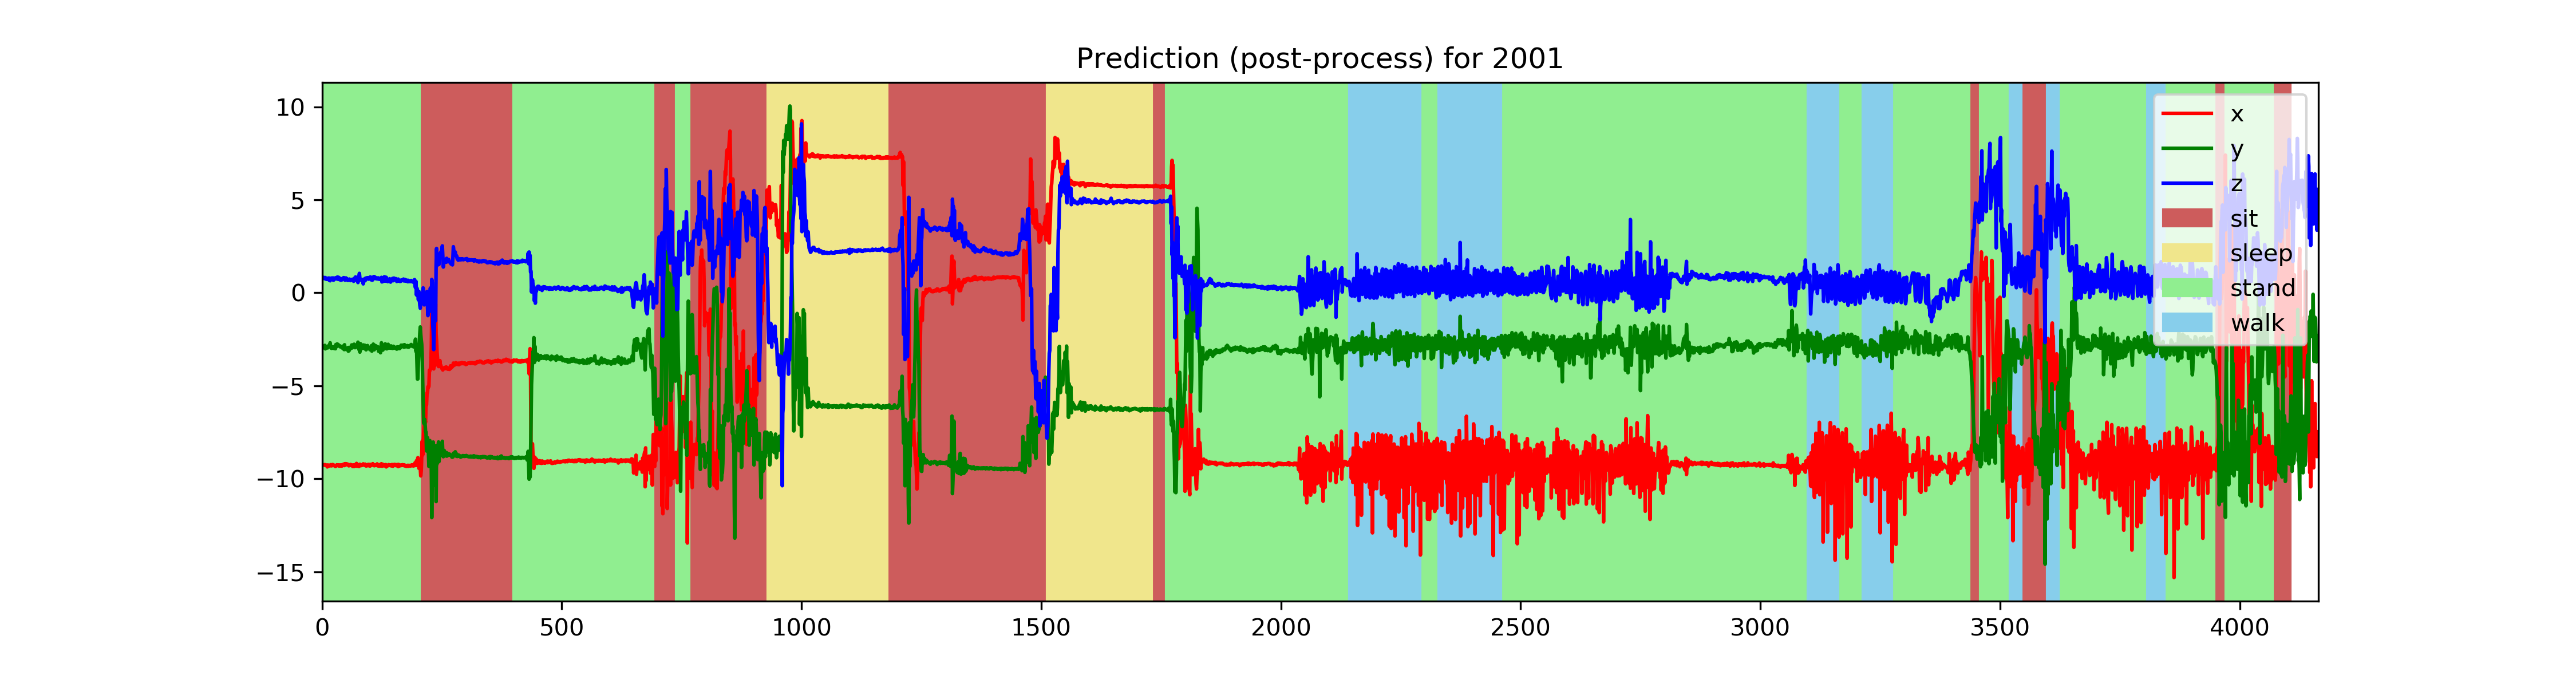 Prediction (post-process) for 2001
10
5
0
−5
−10
−15
x
y
z
sit
sleep
stand
walk
0 500 1000 1500 2000 2500 3000 3500 4000